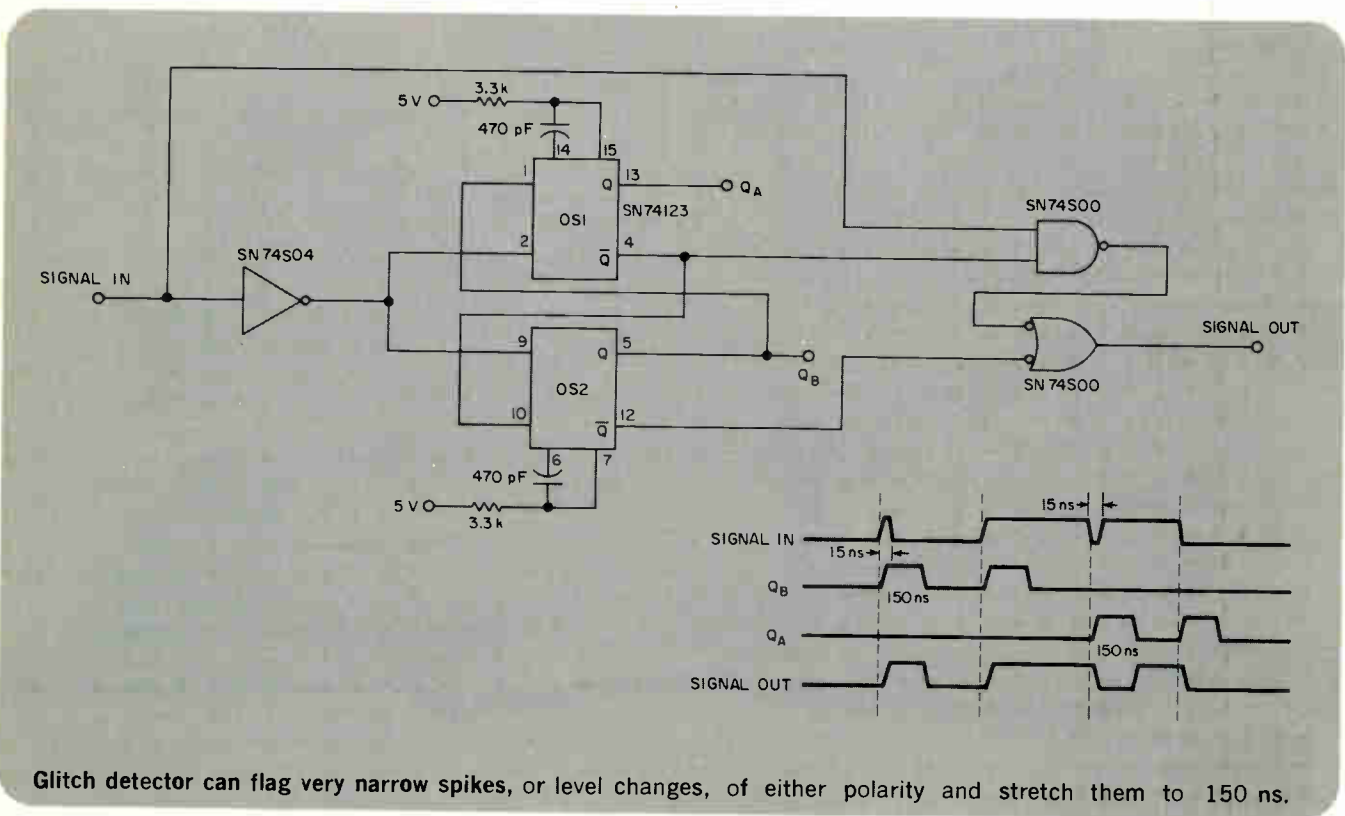 5 V
3.3 k
470 pF
14
15
1
Q
13
Q_A
SN74123
OS1
2
Q̄
4
SN74S00
SN74S04
SIGNAL IN
9
Q
5
Q_B
OS2
10
Q̄
12
SIGNAL OUT
SN74S00
6
7
470 pF
5 V
3.3 k
15 ns
SIGNAL IN
15 ns
Q_B
150 ns
Q_A
150 ns
SIGNAL OUT
Glitch detector can flag very narrow spikes, or level changes, of either polarity and stretch them to 150 ns.